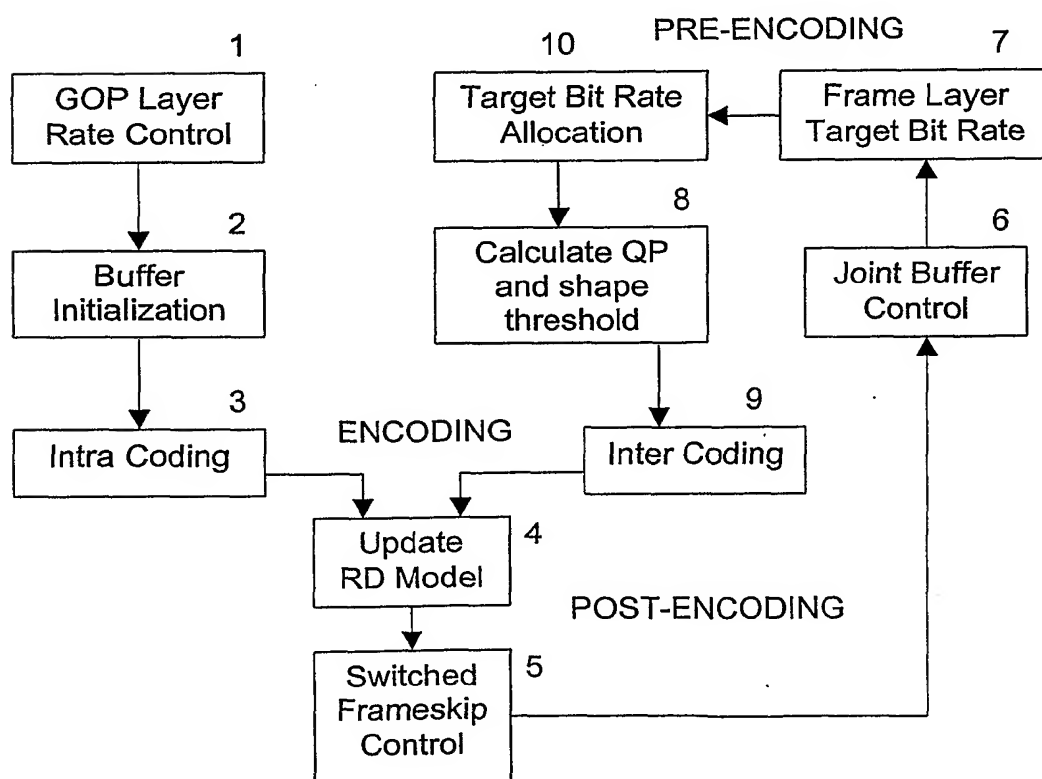 PRE-ENCODING
1
GOP Layer
Rate Control
10
Target Bit Rate
Allocation
7
Frame Layer
Target Bit Rate
2
Buffer
Initialization
8
Calculate QP
and shape
threshold
6
Joint Buffer
Control
3
Intra Coding
ENCODING
9
Inter Coding
Update
RD Model
4
POST-ENCODING
Switched
Frameskip
Control
5